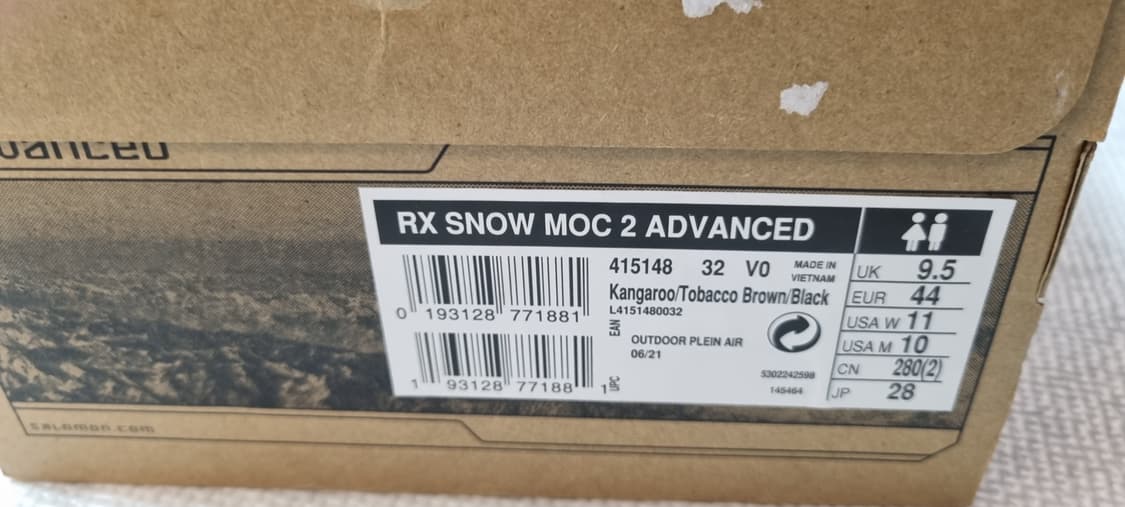 vanced
RX SNOW MOC 2 ADVANCED
415148 32 V0 MADE IN VIETNAM
Kangaroo/Tobacco Brown/Black
L4151480032
0 193128 771881
EAN
OUTDOOR PLEIN AIR
06/21
1 93128 77188 1
UPC
5302242598
145464
UK 9.5
EUR 44
USA W 11
USA M 10
CN 280(2)
JP 28
salomon.com